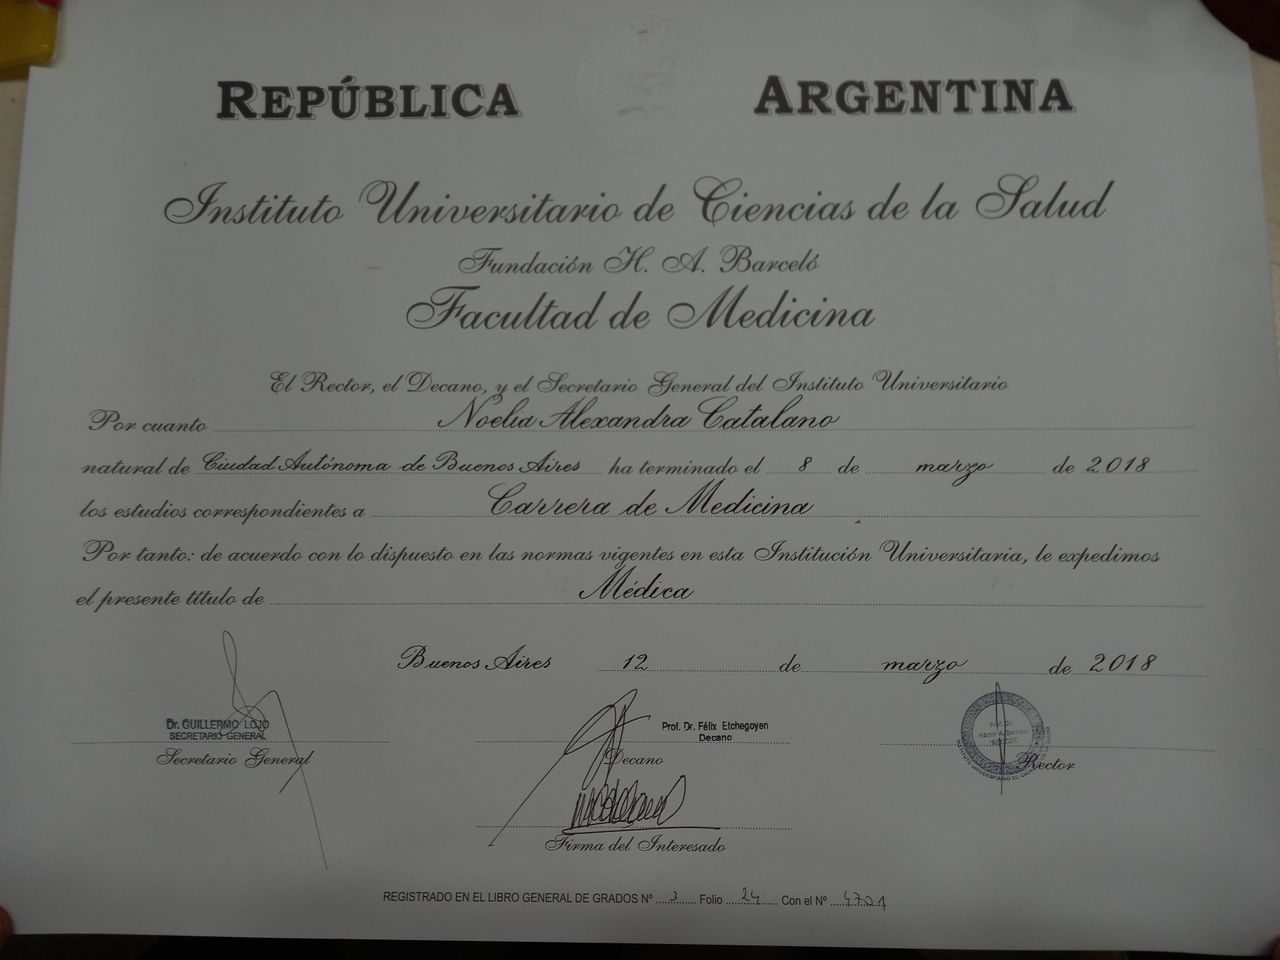 REPÚBLICA ARGENTINA
Instituto Universitario de Ciencias de la Salud
Fundación H. A. Barceló
Facultad de Medicina
El Rector, el Decano, y el Secretario General del Instituto Universitario
Por cuanto Noelia Alexandra Catalano
natural de Ciudad Autónoma de Buenos Aires ha terminado el 8 de marzo de 2018
los estudios correspondientes a Carrera de Medicina
Por tanto: de acuerdo con lo dispuesto en las normas vigentes en esta Institución Universitaria, le expedimos
el presente título de Médica
Buenos Aires 12 de marzo de 2018
Dr. GUILLERMO LOJO
SECRETARIO GENERAL
Secretario General
Prof. Dr. Félix Etchegoyen
Decano
Decano
Prof. Dr.
Rector
Firma del Interesado
REGISTRADO EN EL LIBRO GENERAL DE GRADOS Nº 3 Folio 24 Con el Nº 4701